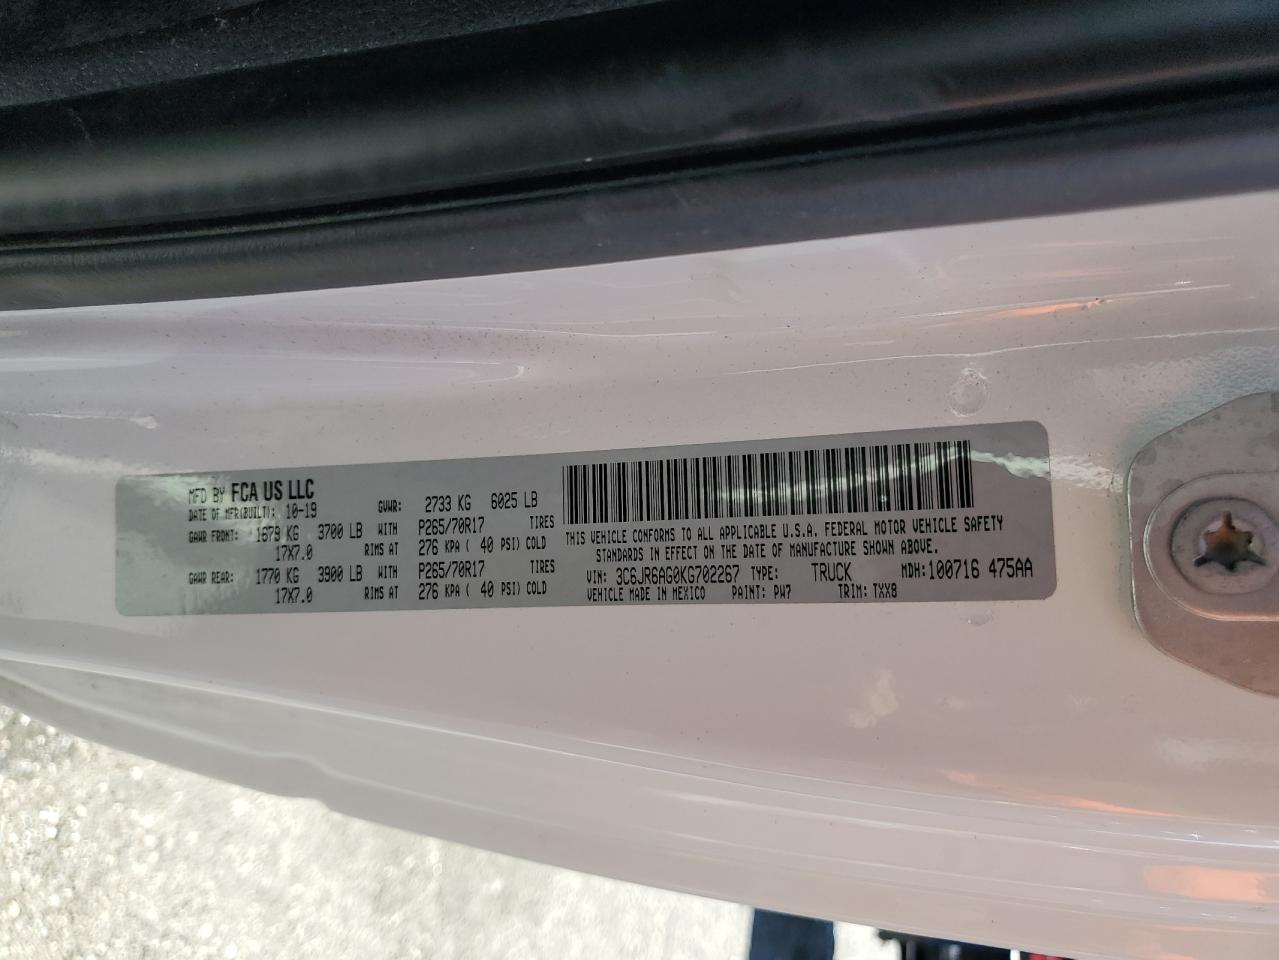 MFD BY FCA US LLC
DATE OF MFR(BUILT): 10-19 GVWR: 2733 KG 6025 LB
GAWR FRONT: 1679 KG 3700 LB WITH P265/70R17 TIRES
17X7.0 RIMS AT 276 KPA ( 40 PSI) COLD
GAWR REAR: 1770 KG 3900 LB WITH P265/70R17 TIRES
17X7.0 RIMS AT 276 KPA ( 40 PSI) COLD
THIS VEHICLE CONFORMS TO ALL APPLICABLE U.S.A. FEDERAL MOTOR VEHICLE SAFETY
STANDARDS IN EFFECT ON THE DATE OF MANUFACTURE SHOWN ABOVE.
VIN: 3C6JR6AG0KG702267 TYPE: TRUCK MDH:100716 475AA
VEHICLE MADE IN MEXICO PAINT: PW7 TRIM: TXX8